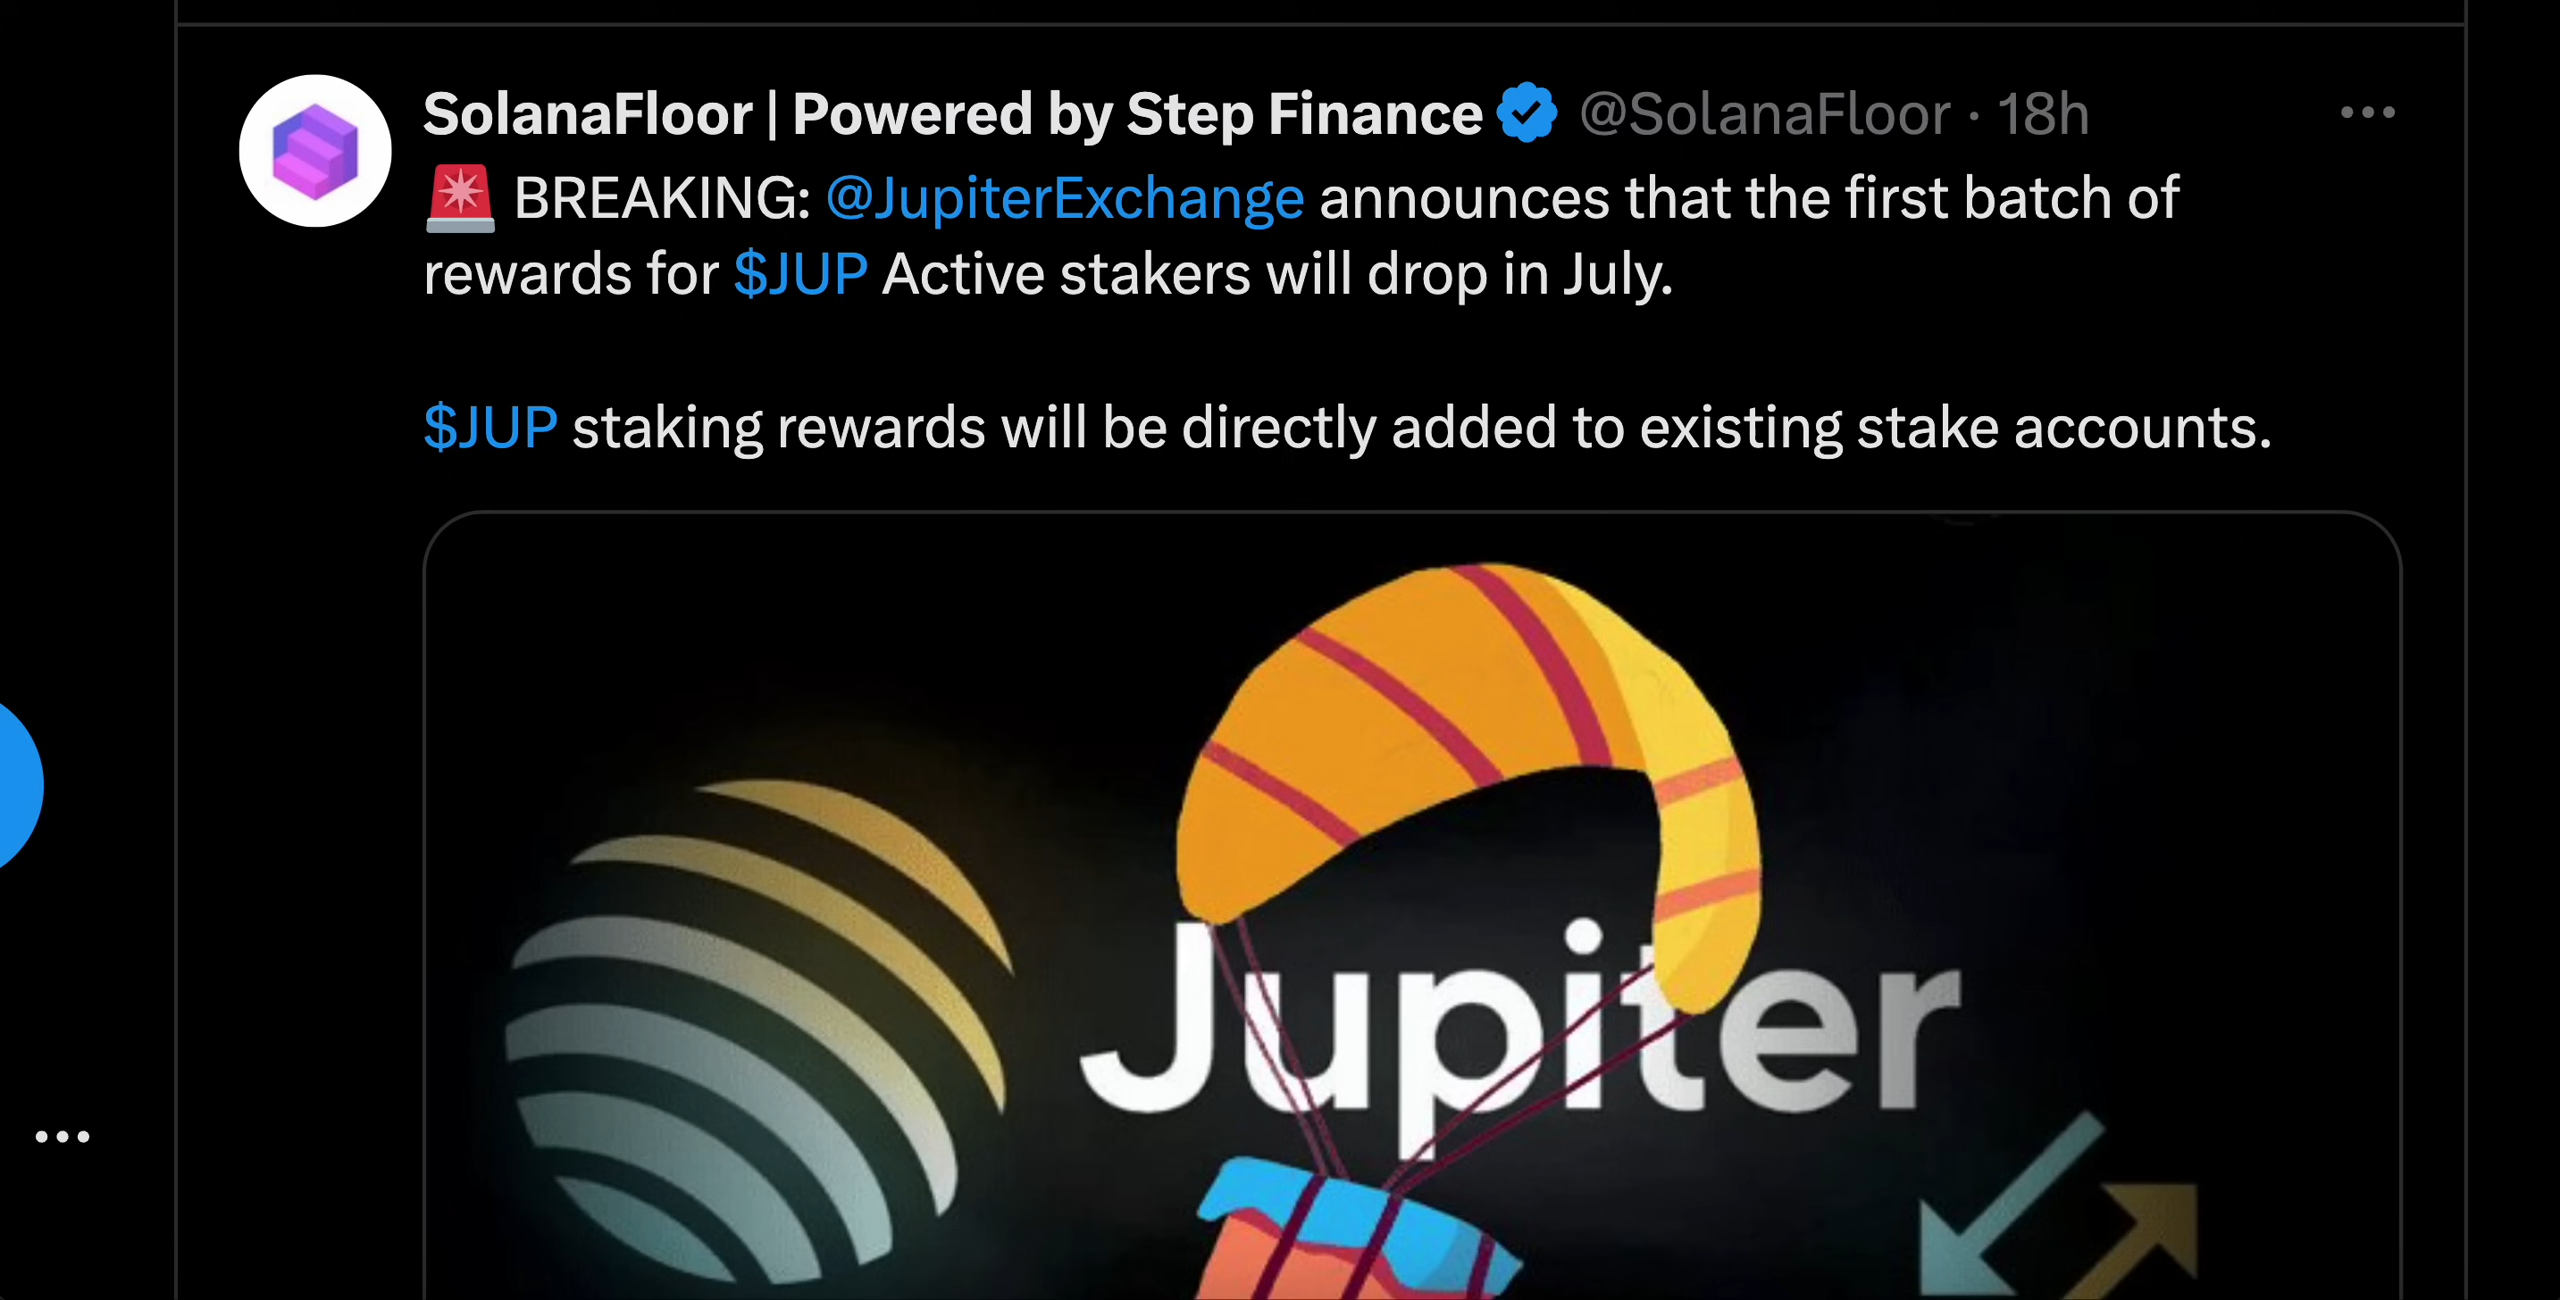 SolanaFloor | Powered by Step Finance @SolanaFloor · 18h
🚨 BREAKING: @JupiterExchange announces that the first batch of
rewards for $JUP Active stakers will drop in July.
$JUP staking rewards will be directly added to existing stake accounts.
Jupiter